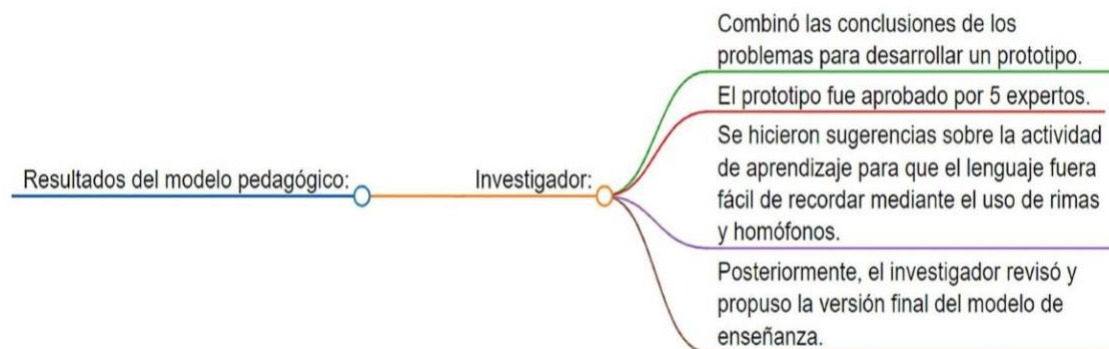 Resultados del modelo pedagógico:
Investigador:
Combinó las conclusiones de los
problemas para desarrollar un prototipo.
El prototipo fue aprobado por 5 expertos.
Se hicieron sugerencias sobre la actividad
de aprendizaje para que el lenguaje fuera
fácil de recordar mediante el uso de rimas
y homófonos.
Posteriormente, el investigador revisó y
propuso la versión final del modelo de
enseñanza.